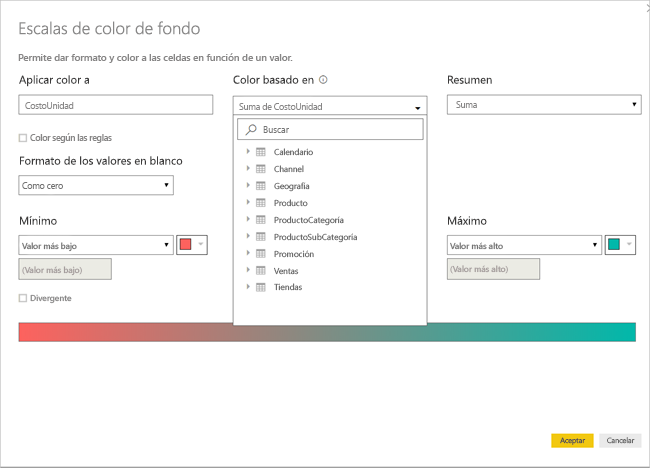 Escalas de color de fondo
Permite dar formato y color a las celdas en función de un valor.
Aplicar color a
Color basado en
Resumen
CostoUnidad
Suma de CostoUnidad
Suma
Buscar
Color según las reglas
Calendario
Formato de los valores en blanco
Channel
Como cero
Geografía
Producto
ProductoCategoría
Mínimo
Máximo
ProductoSubCategoría
Valor más bajo
Promoción
Valor más alto
(Valor más bajo)
Ventas
(Valor más alto)
Tiendas
Divergente
Aceptar
Cancelar